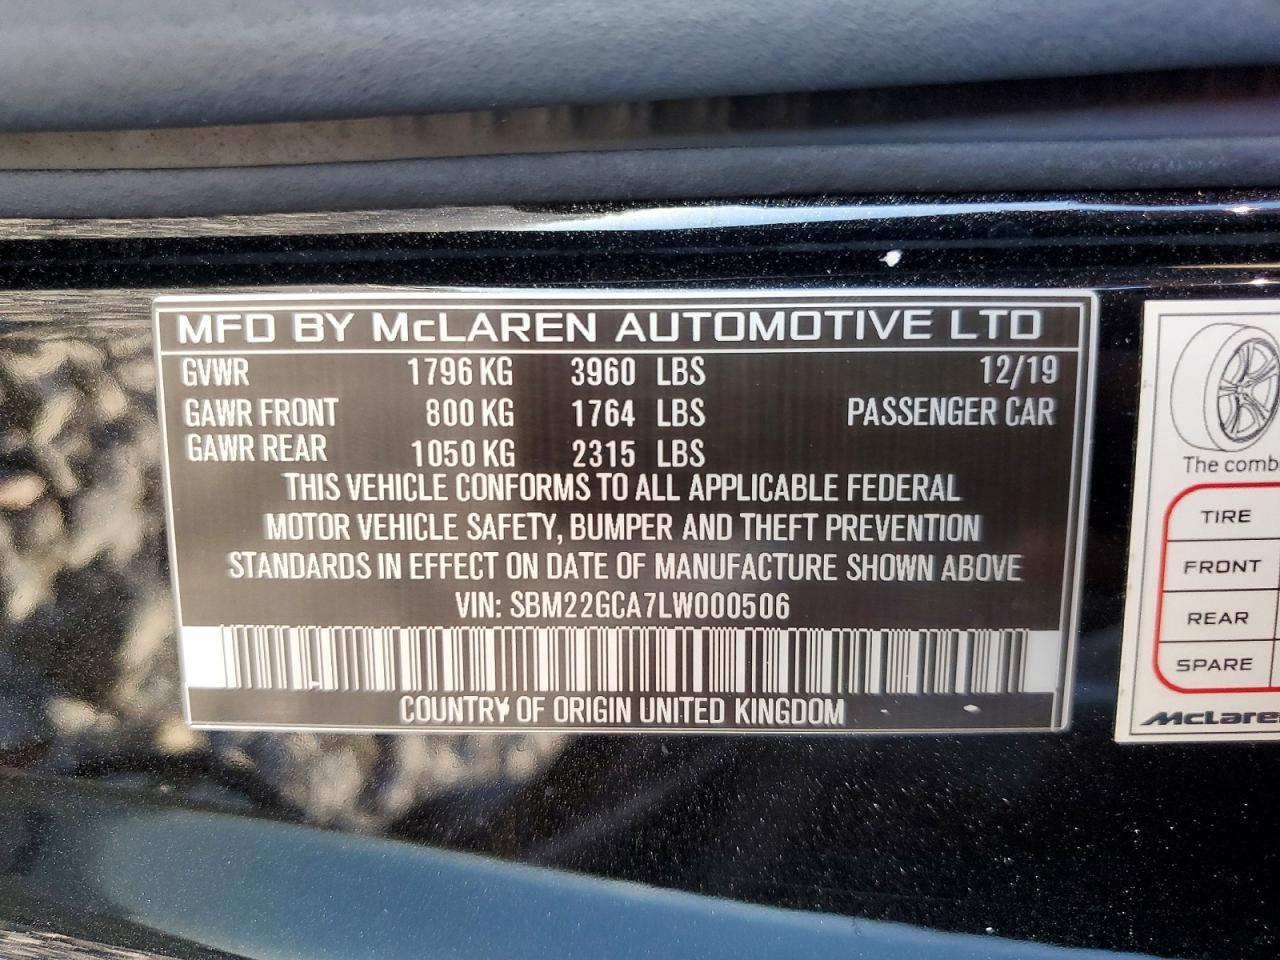 MFD BY McLAREN AUTOMOTIVE LTD
GVWR 1796 KG 3960 LBS 12/19
GAWR FRONT 800 KG 1764 LBS PASSENGER CAR
GAWR REAR 1050 KG 2315 LBS
THIS VEHICLE CONFORMS TO ALL APPLICABLE FEDERAL
MOTOR VEHICLE SAFETY, BUMPER AND THEFT PREVENTION
STANDARDS IN EFFECT ON DATE OF MANUFACTURE SHOWN ABOVE
VIN: SBM22GCA7LW000506
COUNTRY OF ORIGIN UNITED KINGDOM
The comb
TIRE
FRONT
REAR
SPARE
McLaren